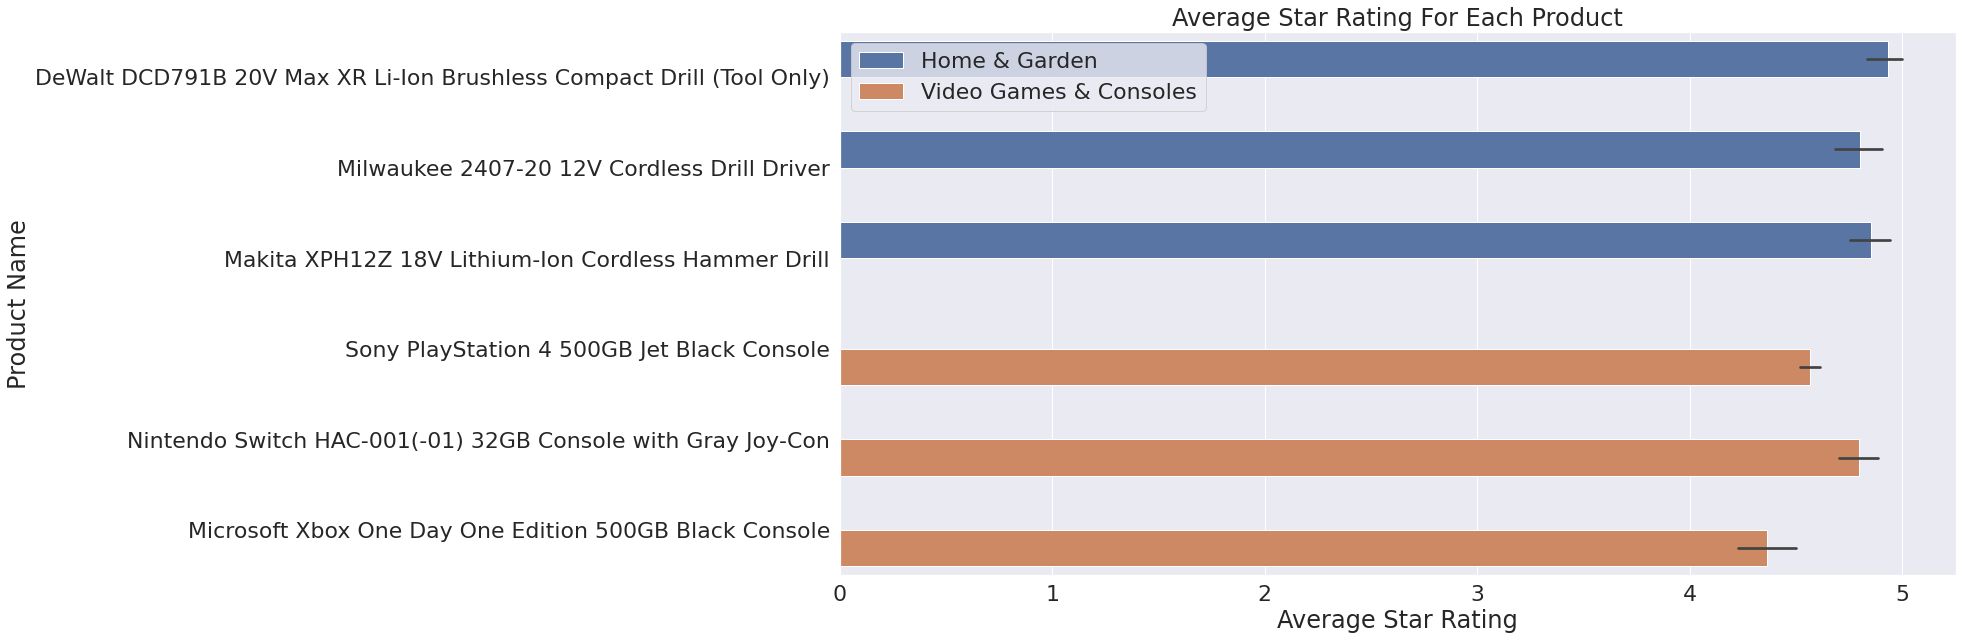 Average Star Rating For Each Product
Home & Garden
Video Games & Consoles
Product Name
DeWalt DCD791B 20V Max XR Li-Ion Brushless Compact Drill (Tool Only)
Milwaukee 2407-20 12V Cordless Drill Driver
Makita XPH12Z 18V Lithium-Ion Cordless Hammer Drill
Sony PlayStation 4 500GB Jet Black Console
Nintendo Switch HAC-001(-01) 32GB Console with Gray Joy-Con
Microsoft Xbox One Day One Edition 500GB Black Console
0 1 2 3 4 5
Average Star Rating